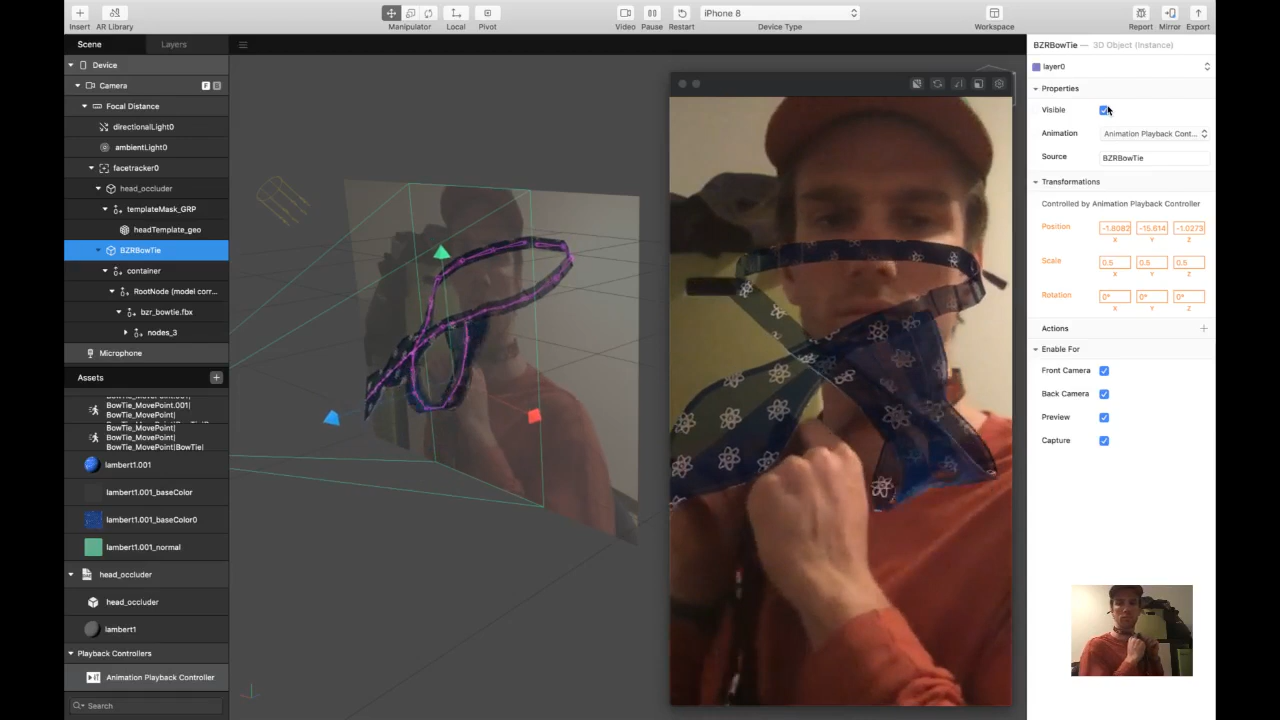 Insert
AR Library
Manipulator
Local
Pivot
Video
Pause
Restart
iPhone 8
Device Type
Workspace
Report
Mirror
Export
Scene
Layers
Device
Camera
F
Focal Distance
directionalLight0
ambientLight0
facetracker0
head_occluder
templateMask_GRP
headTemplate_geo
BZRBowTie
container
RootNode (model corr...
bzr_bowtie.fbx
nodes_3
Microphone
Assets
BowTie_MovePoint.001|
BowTie_MovePoint|
BowTie_MovePoint|
BowTie_MovePoint|BowTie|
lambert1.001
lambert1.001_baseColor
lambert1.001_baseColor0
lambert1.001_normal
head_occluder
head_occluder
lambert1
Playback Controllers
Animation Playback Controller
Search
BZRBowTie — 3D Object (Instance)
layer0
Properties
Visible
Animation
Animation Playback Cont...
Source
BZRBowTie
Transformations
Controlled by Animation Playback Controller
Position
-1.8082
-15.614
-1.0273
X
Y
Z
Scale
0.5
0.5
0.5
X
Y
Z
Rotation
0°
0°
0°
X
Y
Z
Actions
Enable For
Front Camera
Back Camera
Preview
Capture